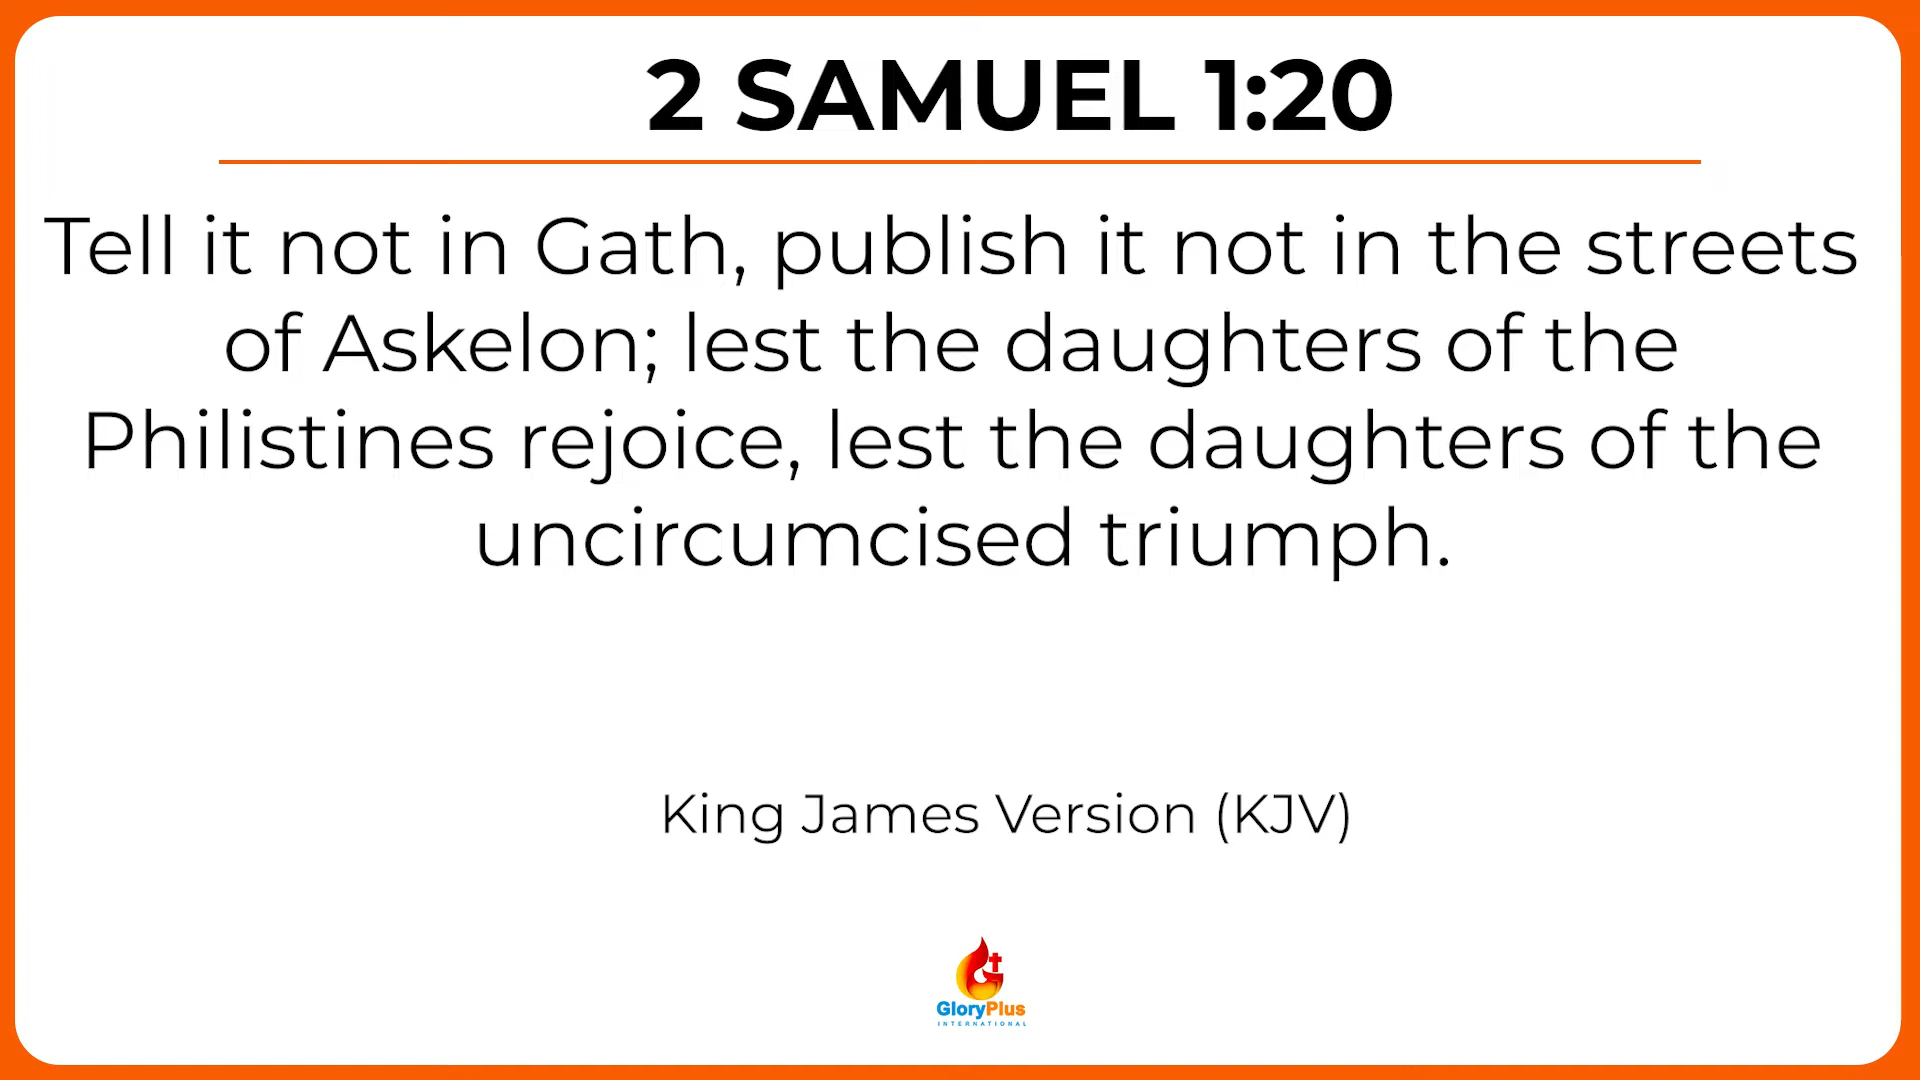 2 SAMUEL 1:20
Tell it not in Gath, publish it not in the streets
of Askelon; lest the daughters of the
Philistines rejoice, lest the daughters of the
uncircumcised triumph.
King James Version (KJV)
GloryPlus
INTERNATIONAL